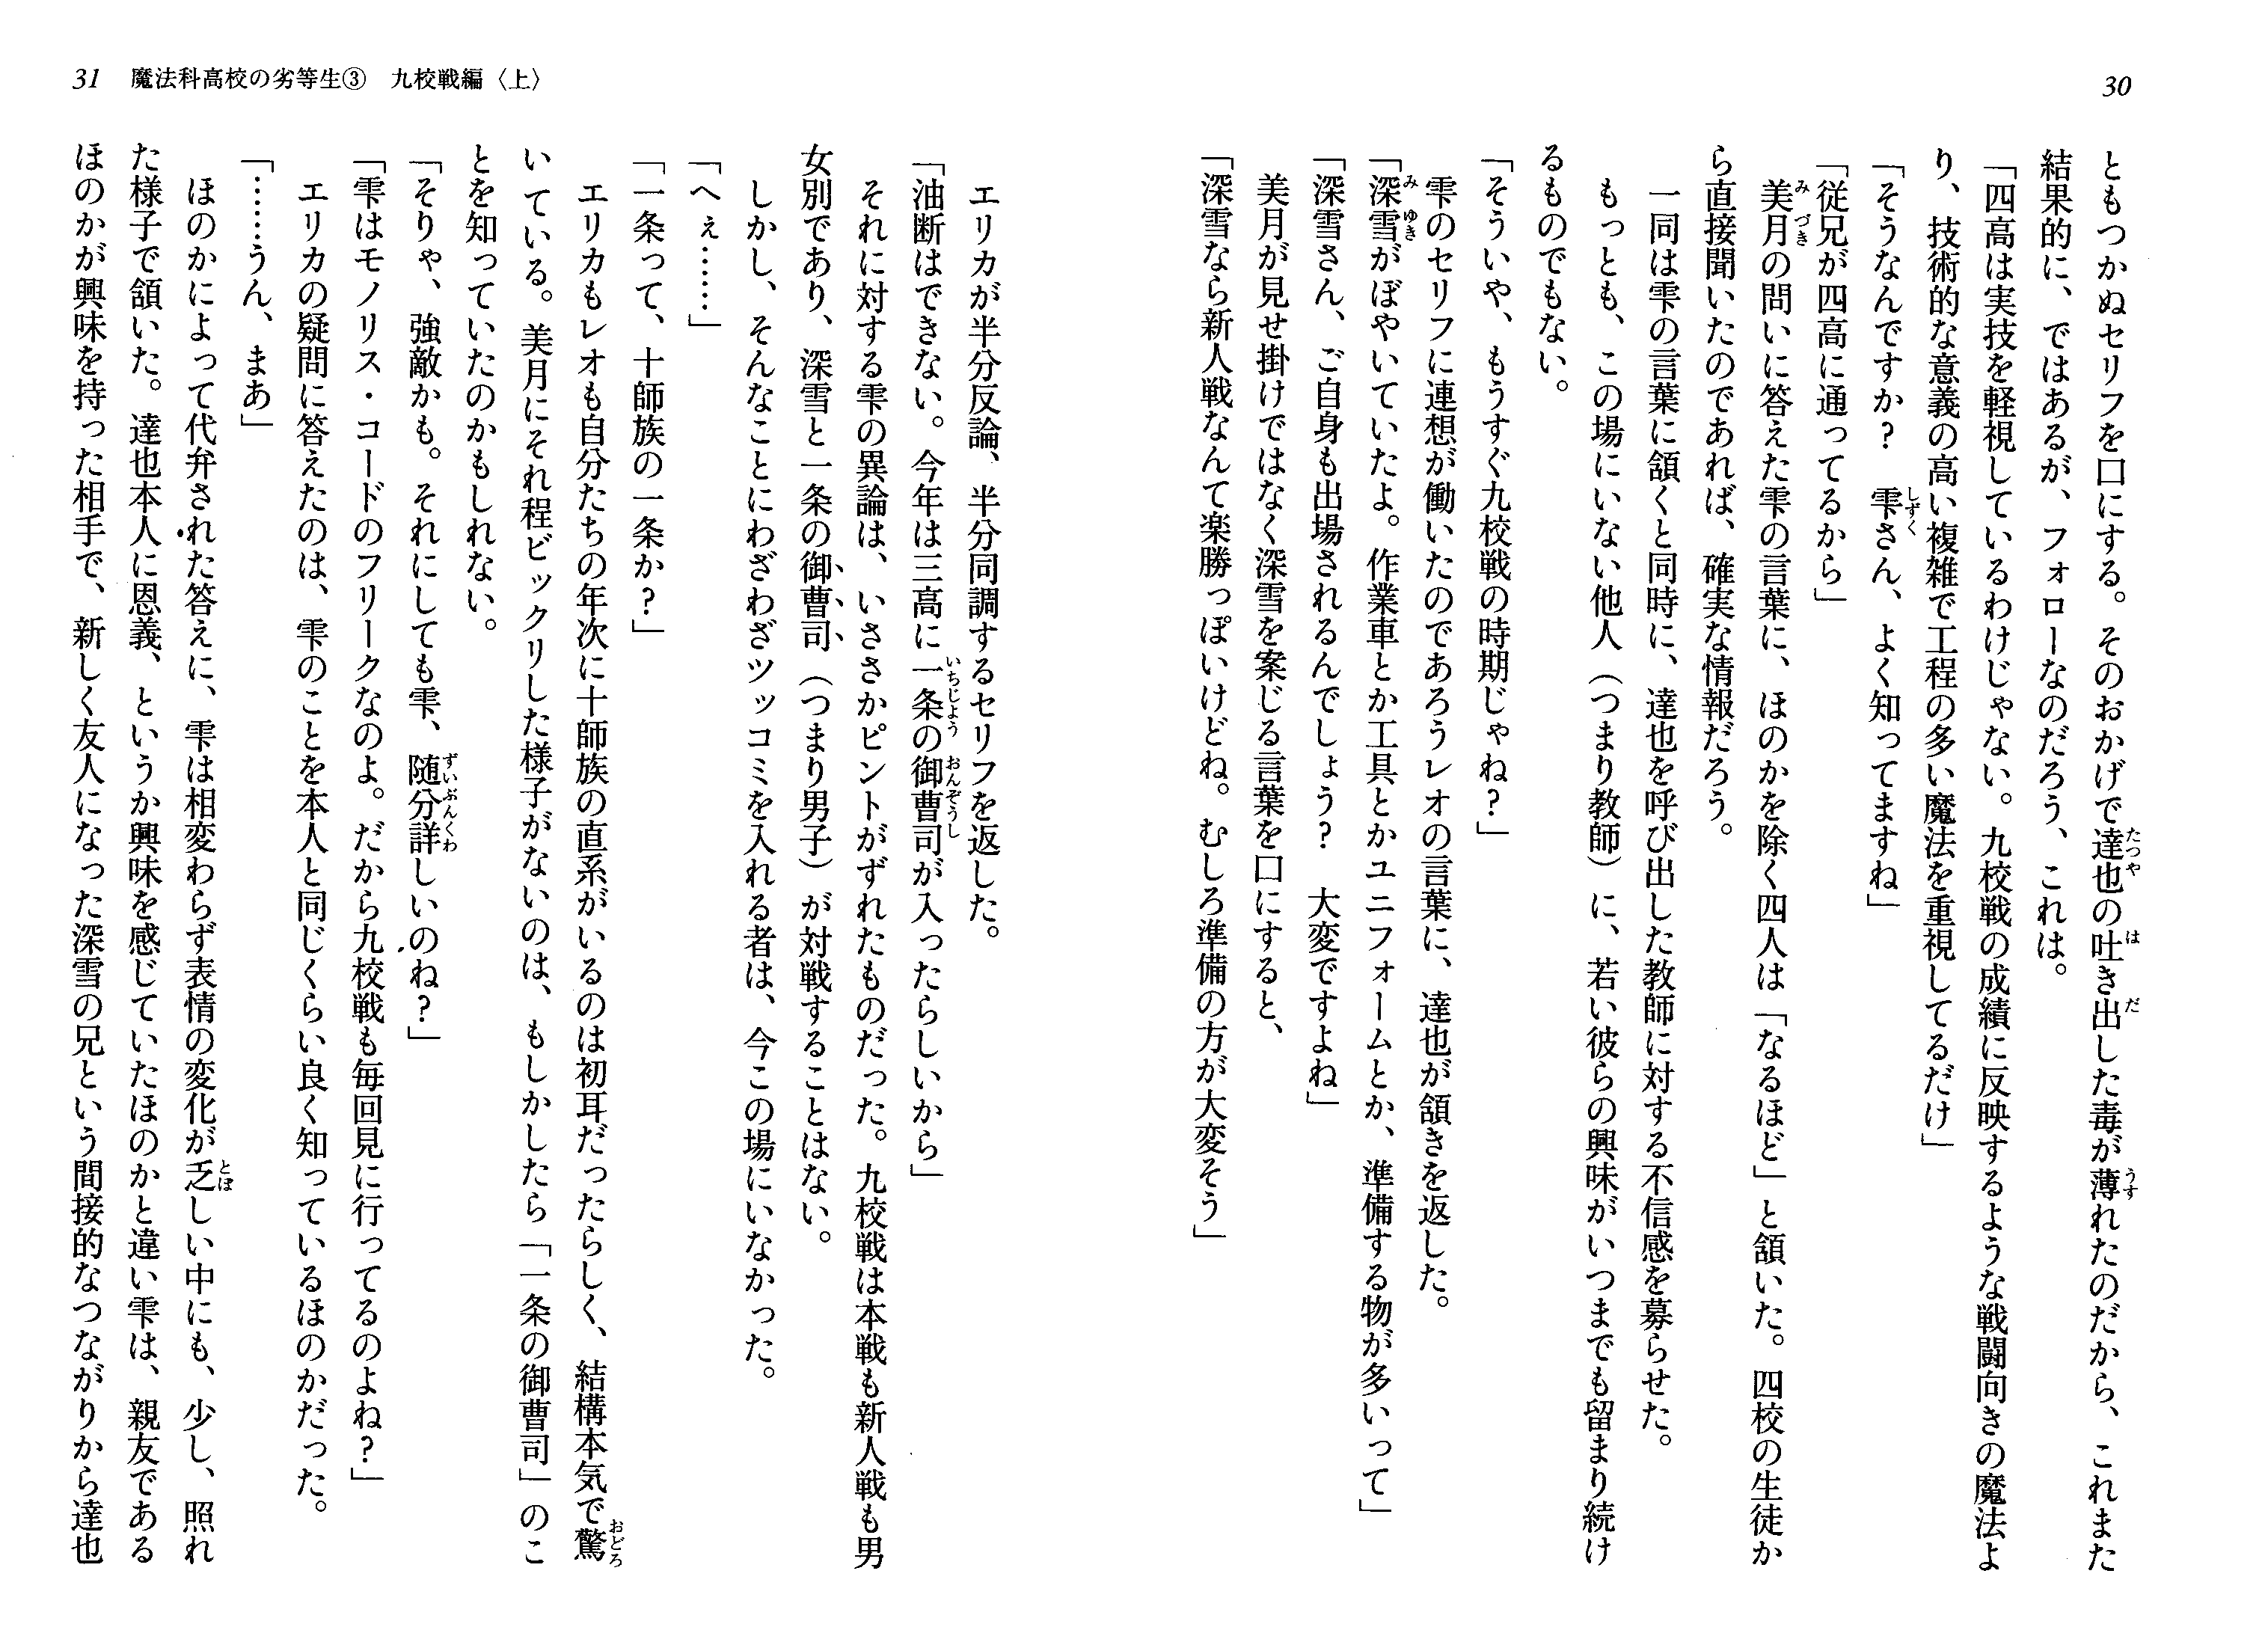 30
ともつかぬセリフを口にする。そのおかげで達也の吐き出した毒が薄れたのだから、これまた
結果的に、ではあるが、フォローなのだろう、これは。
「四高は実技を軽視しているわけじゃない。九校戦の成績に反映するような戦闘向きの魔法よ
り、技術的な意義の高い複雑で工程の多い魔法を重視してるだけ」
「そうなんですか？　雫さん、よく知ってますね」
「従兄が四高に通ってるから」
　美月の問いに答えた雫の言葉に、ほのかを除く四人は「なるほど」と頷いた。四校の生徒か
ら直接聞いたのであれば、確実な情報だろう。
　一同は雫の言葉に頷くと同時に、達也を呼び出した教師に対する不信感を募らせた。
　もっとも、この場にいない他人（つまり教師）に、若い彼らの興味がいつまでも留まり続け
るものでもない。
「そういや、もうすぐ九校戦の時期じゃね？」
　雫のセリフに連想が働いたのであろうレオの言葉に、達也が頷きを返した。
「深雪がぼやいていたよ。作業車とか工具とかユニフォームとか、準備する物が多いって」
「深雪さん、ご自身も出場されるんでしょう？　大変ですよね」
　美月が見せ掛けではなく深雪を案じる言葉を口にすると、
「深雪なら新人戦なんて楽勝っぽいけどね。むしろ準備の方が大変そう」
31　魔法科高校の劣等生③　九校戦編〈上〉
　エリカが半分反論、半分同調するセリフを返した。
「油断はできない。今年は三高に一条の御曹司が入ったらしいから」
　それに対する雫の異論は、いささかピントがずれたものだった。九校戦は本戦も新人戦も男
女別であり、深雪と一条の御曹司（つまり男子）が対戦することはない。
　しかし、そんなことにわざわざツッコミを入れる者は、今この場にいなかった。
「へぇ……」
「一条って、十師族の一条か？」
　エリカもレオも自分たちの年次に十師族の直系がいるのは初耳だったらしく、結構本気で驚
いている。美月にそれ程ビックリした様子がないのは、もしかしたら「一条の御曹司」のこ
とを知っていたのかもしれない。
「そりゃ、強敵かも。それにしても雫、随分詳しいのね？」
「雫はモノリス・コードのフリークなのよ。だから九校戦も毎回見に行ってるのよね？」
　エリカの疑問に答えたのは、雫のことを本人と同じくらい良く知っているほのかだった。
「……うん、まあ」
　ほのかによって代弁された答えに、雫は相変わらず表情の変化が乏しい中にも、少し、照れ
た様子で頷いた。達也本人に恩義、というか興味を感じていたほのかと違い雫は、親友である
ほのかが興味を持った相手で、新しく友人になった深雪の兄という間接的なつながりから達也